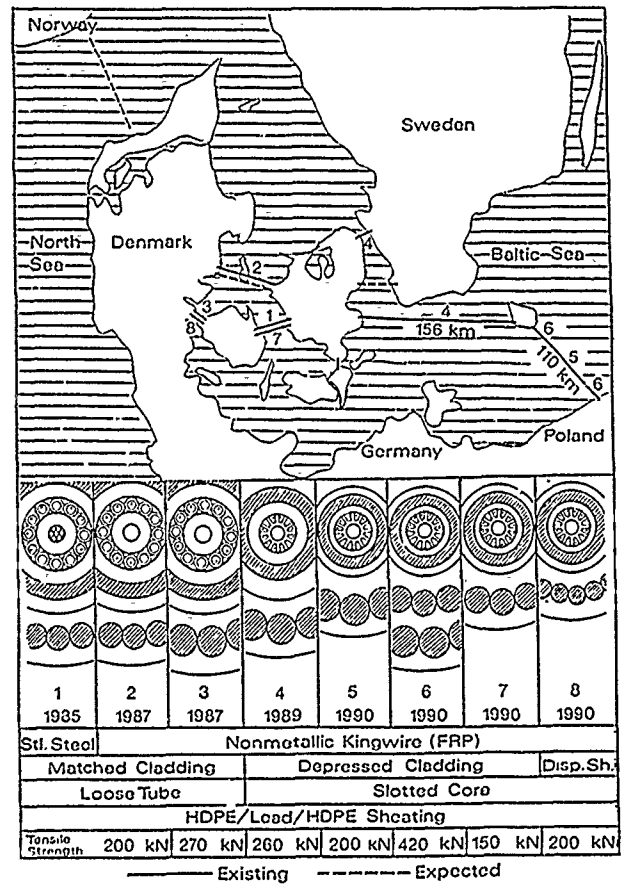 Norway
Sweden
North
Sea
Denmark
Baltic-Sea
4
2
3
1
8
7
4
156 km
6
5
110 km
6
Germany
Poland
1 2 3 4 5 6 7 8
1985 1987 1987 1989 1990 1990 1990 1990
Stl. Steel Nonmetallic Kingwire (FRP)
Matched Cladding Depressed Cladding Disp.Sh.
Loose Tube Slotted Core
HDPE/Lead/HDPE Sheating
Tensile
Strength 200 kN 270 kN 260 kN 200 kN 420 kN 150 kN 200 kN
Existing Expected